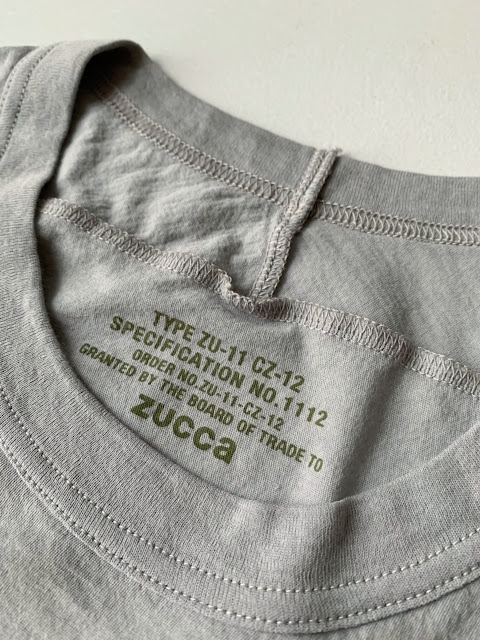 TYPE ZU-11 CZ-12
SPECIFICATION NO.1112
ORDER NO.ZU-11-CZ-12
GRANTED BY THE BOARD OF TRADE TO
zucca